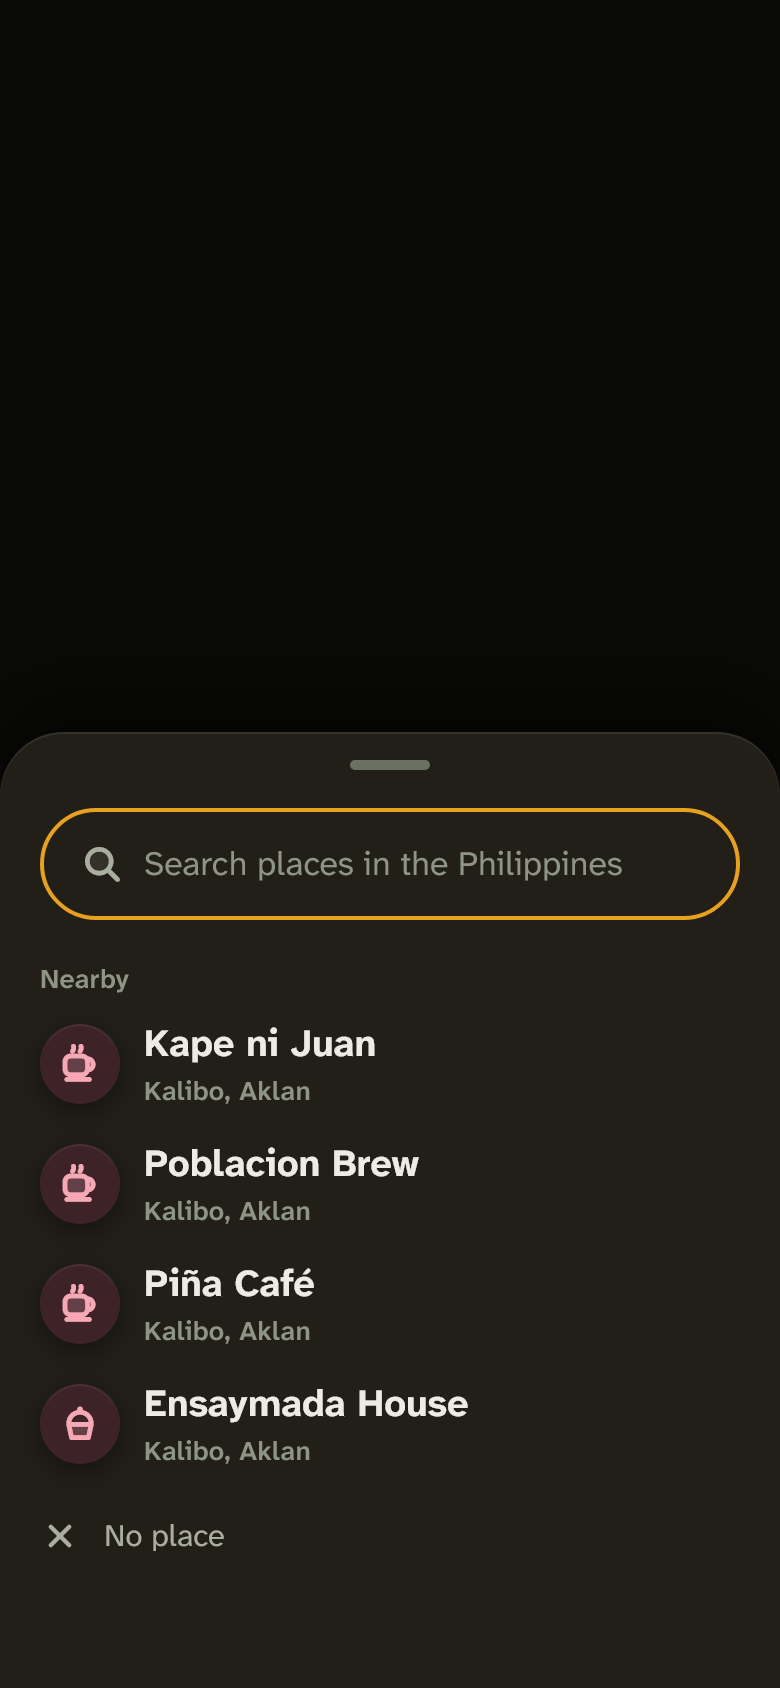 Search places in the Philippines
Nearby
Kape ni Juan
Kalibo, Aklan
Poblacion Brew
Kalibo, Aklan
Piña Café
Kalibo, Aklan
Ensaymada House
Kalibo, Aklan
No place